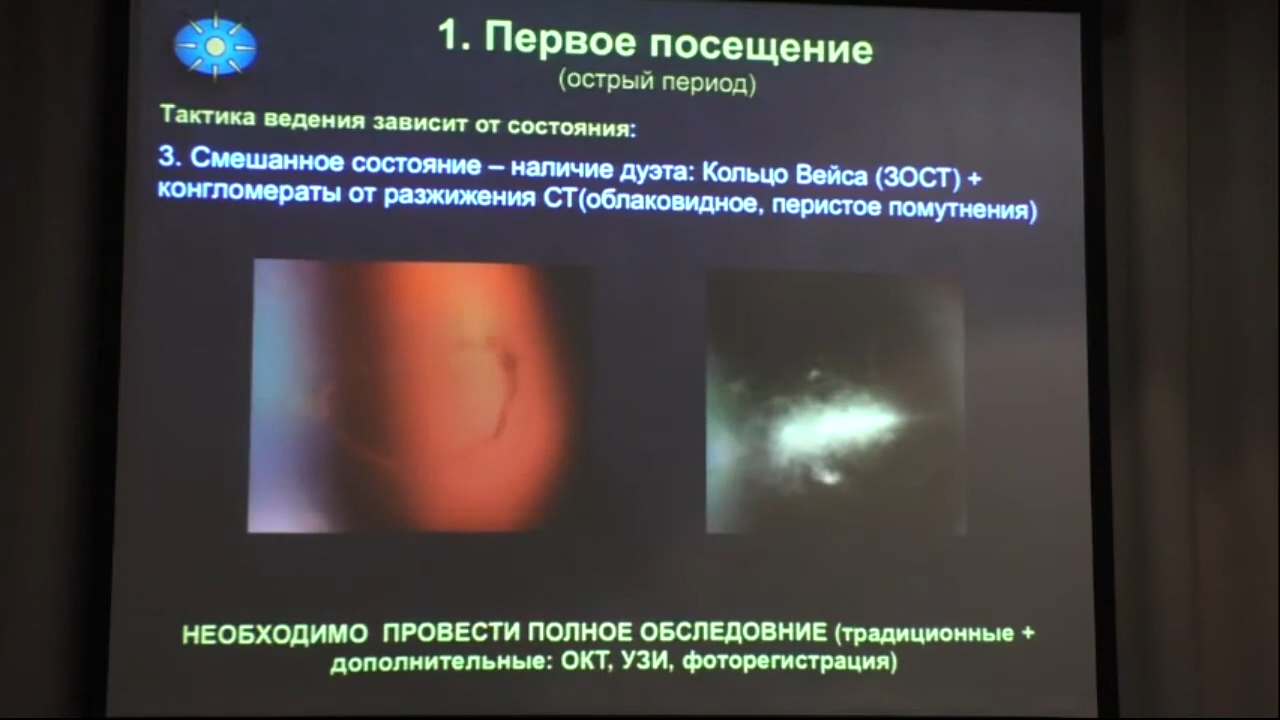 1. Первое посещение
(острый период)
Тактика ведения зависит от состояния:
3. Смешанное состояние – наличие дуэта: Кольцо Вейса (ЗОСТ) +
конгломераты от разжижения СТ(облаковидное, перистое помутнения)
НЕОБХОДИМО ПРОВЕСТИ ПОЛНОЕ ОБСЛЕДОВНИЕ (традиционные +
дополнительные: ОКТ, УЗИ, фоторегистрация)